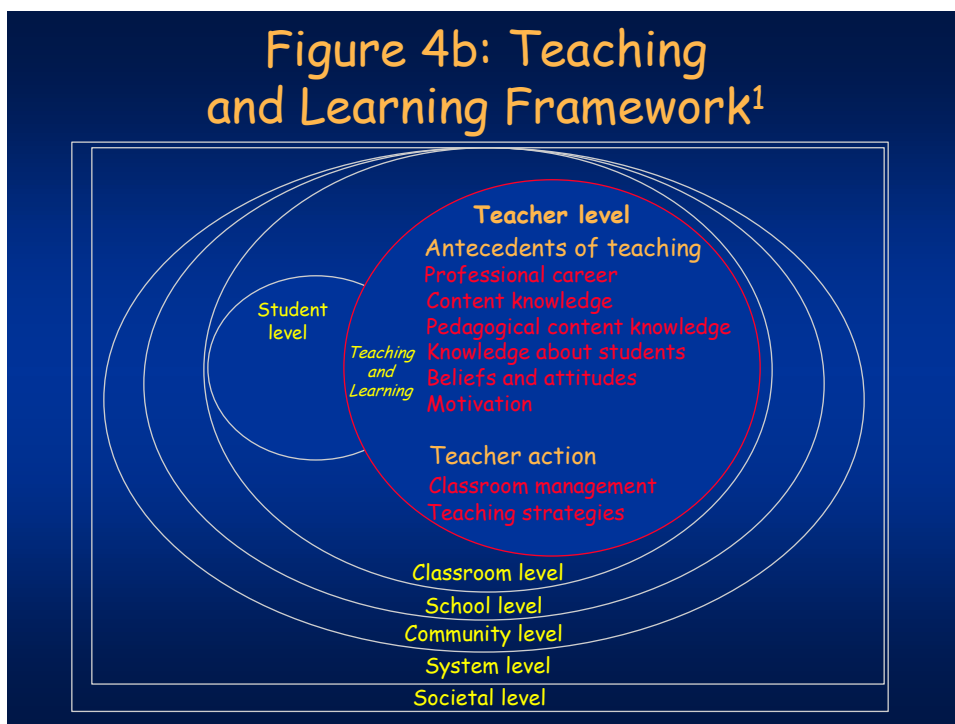 Figure 4b: Teaching
and Learning Framework1
Teacher level
Antecedents of teaching
Professional career
Content knowledge
Pedagogical content knowledge
Knowledge about students
Beliefs and attitudes
Motivation
Teacher action
Classroom management
Teaching strategies
Student
level
Teaching
and
Learning
Classroom level
School level
Community level
System level
Societal level